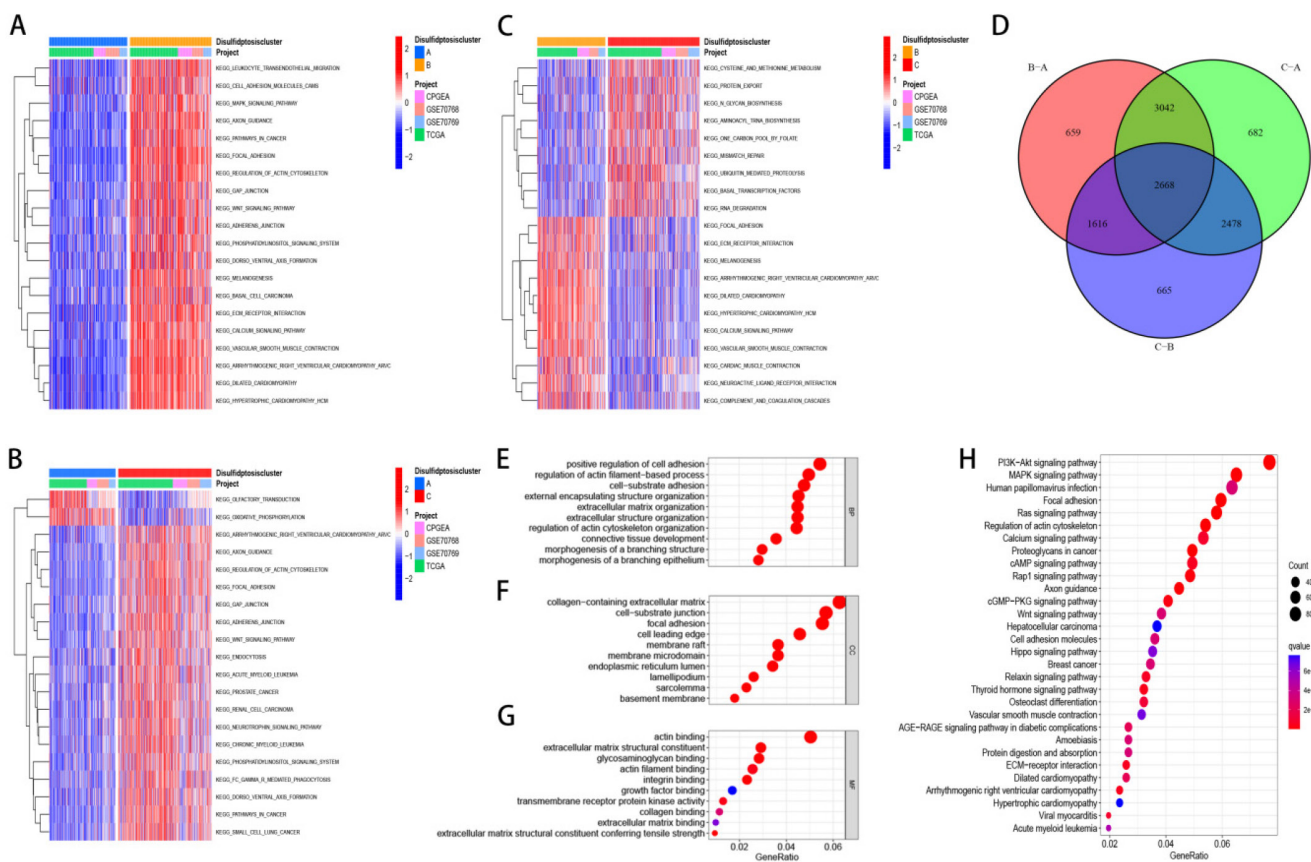 A
Disulfidptosiscluster
Project
KEGG_LEUKOCYTE_TRANSENDOTHELIAL_MIGRATION
KEGG_CELL_ADHESION_MOLECULES_CAMS
KEGG_MAPK_SIGNALING_PATHWAY
KEGG_AXON_GUIDANCE
KEGG_PATHWAYS_IN_CANCER
KEGG_FOCAL_ADHESION
KEGG_REGULATION_OF_ACTIN_CYTOSKELETON
KEGG_GAP_JUNCTION
KEGG_WNT_SIGNALING_PATHWAY
KEGG_ADHERENS_JUNCTION
KEGG_PHOSPHATIDYLINOSITOL_SIGNALING_SYSTEM
KEGG_DORSO_VENTRAL_AXIS_FORMATION
KEGG_MELANOGENESIS
KEGG_BASAL_CELL_CARCINOMA
KEGG_ECM_RECEPTOR_INTERACTION
KEGG_CALCIUM_SIGNALING_PATHWAY
KEGG_VASCULAR_SMOOTH_MUSCLE_CONTRACTION
KEGG_ARRHYTHMOGENIC_RIGHT_VENTRICULAR_CARDIOMYOPATHY_ARVC
KEGG_DILATED_CARDIOMYOPATHY
KEGG_HYPERTROPHIC_CARDIOMYOPATHY_HCM
2
1
0
−1
−2
Disulfidptosiscluster
A
B
Project
CPGEA
GSE70768
GSE70769
TCGA
C
Disulfidptosiscluster
Project
KEGG_CYSTEINE_AND_METHIONINE_METABOLISM
KEGG_PROTEIN_EXPORT
KEGG_N_GLYCAN_BIOSYNTHESIS
KEGG_AMINOACYL_TRNA_BIOSYNTHESIS
KEGG_ONE_CARBON_POOL_BY_FOLATE
KEGG_MISMATCH_REPAIR
KEGG_UBIQUITIN_MEDIATED_PROTEOLYSIS
KEGG_BASAL_TRANSCRIPTION_FACTORS
KEGG_RNA_DEGRADATION
KEGG_FOCAL_ADHESION
KEGG_ECM_RECEPTOR_INTERACTION
KEGG_MELANOGENESIS
KEGG_ARRHYTHMOGENIC_RIGHT_VENTRICULAR_CARDIOMYOPATHY_ARVC
KEGG_DILATED_CARDIOMYOPATHY
KEGG_HYPERTROPHIC_CARDIOMYOPATHY_HCM
KEGG_CALCIUM_SIGNALING_PATHWAY
KEGG_VASCULAR_SMOOTH_MUSCLE_CONTRACTION
KEGG_CARDIAC_MUSCLE_CONTRACTION
KEGG_NEUROACTIVE_LIGAND_RECEPTOR_INTERACTION
KEGG_COMPLEMENT_AND_COAGULATION_CASCADES
2
1
0
−1
−2
Disulfidptosiscluster
B
C
Project
CPGEA
GSE70768
GSE70769
TCGA
D
B−A
C−A
659
3042
682
2668
1616
2478
665
C−B
B
Disulfidptosiscluster
Project
KEGG_OLFACTORY_TRANSDUCTION
KEGG_OXIDATIVE_PHOSPHORYLATION
KEGG_ARRHYTHMOGENIC_RIGHT_VENTRICULAR_CARDIOMYOPATHY_ARVC
KEGG_AXON_GUIDANCE
KEGG_REGULATION_OF_ACTIN_CYTOSKELETON
KEGG_FOCAL_ADHESION
KEGG_GAP_JUNCTION
KEGG_ADHERENS_JUNCTION
KEGG_WNT_SIGNALING_PATHWAY
KEGG_ENDOCYTOSIS
KEGG_ACUTE_MYELOID_LEUKEMIA
KEGG_PROSTATE_CANCER
KEGG_RENAL_CELL_CARCINOMA
KEGG_NEUROTROPHIN_SIGNALING_PATHWAY
KEGG_CHRONIC_MYELOID_LEUKEMIA
KEGG_PHOSPHATIDYLINOSITOL_SIGNALING_SYSTEM
KEGG_FC_GAMMA_R_MEDIATED_PHAGOCYTOSIS
KEGG_DORSO_VENTRAL_AXIS_FORMATION
KEGG_PATHWAYS_IN_CANCER
KEGG_SMALL_CELL_LUNG_CANCER
2
1
0
−1
−2
Disulfidptosiscluster
A
C
Project
CPGEA
GSE70768
GSE70769
TCGA
E
positive regulation of cell adhesion
regulation of actin filament−based process
cell−substrate adhesion
external encapsulating structure organization
extracellular matrix organization
extracellular structure organization
regulation of actin cytoskeleton organization
connective tissue development
morphogenesis of a branching structure
morphogenesis of a branching epithelium
BP
F
collagen−containing extracellular matrix
cell−substrate junction
focal adhesion
cell leading edge
membrane raft
membrane microdomain
endoplasmic reticulum lumen
lamellipodium
sarcolemma
basement membrane
CC
G
actin binding
extracellular matrix structural constituent
glycosaminoglycan binding
actin filament binding
integrin binding
growth factor binding
transmembrane receptor protein kinase activity
collagen binding
extracellular matrix binding
extracellular matrix structural constituent conferring tensile strength
MF
0.02
0.04
0.06
GeneRatio
H
PI3K−Akt signaling pathway
MAPK signaling pathway
Human papillomavirus infection
Focal adhesion
Ras signaling pathway
Regulation of actin cytoskeleton
Calcium signaling pathway
Proteoglycans in cancer
cAMP signaling pathway
Rap1 signaling pathway
Axon guidance
cGMP−PKG signaling pathway
Wnt signaling pathway
Hepatocellular carcinoma
Cell adhesion molecules
Hippo signaling pathway
Breast cancer
Relaxin signaling pathway
Thyroid hormone signaling pathway
Osteoclast differentiation
Vascular smooth muscle contraction
AGE−RAGE signaling pathway in diabetic complications
Amoebiasis
Protein digestion and absorption
ECM−receptor interaction
Dilated cardiomyopathy
Arrhythmogenic right ventricular cardiomyopathy
Hypertrophic cardiomyopathy
Viral myocarditis
Acute myeloid leukemia
0.02
0.04
0.06
GeneRatio
Count
40
60
80
qvalue
6e
4e
2e